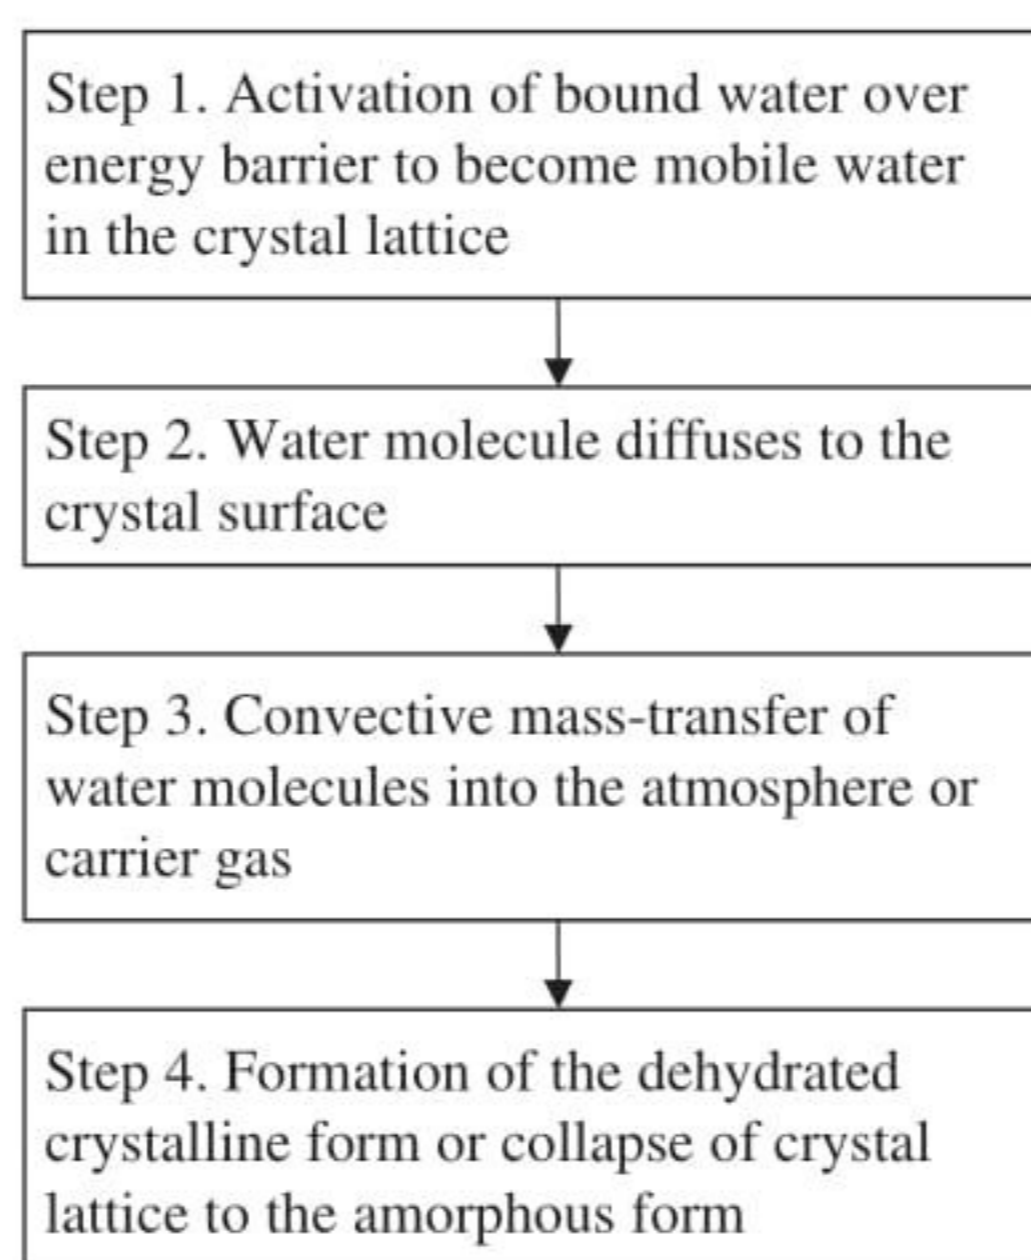 Step 1. Activation of bound water over
energy barrier to become mobile water
in the crystal lattice
Step 2. Water molecule diffuses to the
crystal surface
Step 3. Convective mass-transfer of
water molecules into the atmosphere or
carrier gas
Step 4. Formation of the dehydrated
crystalline form or collapse of crystal
lattice to the amorphous form